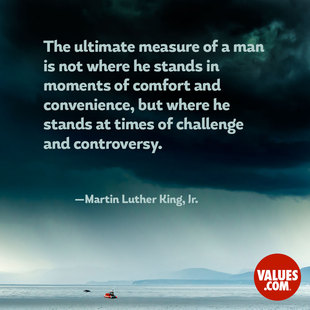 The ultimate measure of a man
is not where he stands in
moments of comfort and
convenience, but where he
stands at times of challenge
and controversy.
—Martin Luther King, Jr.
VALUES
.COM